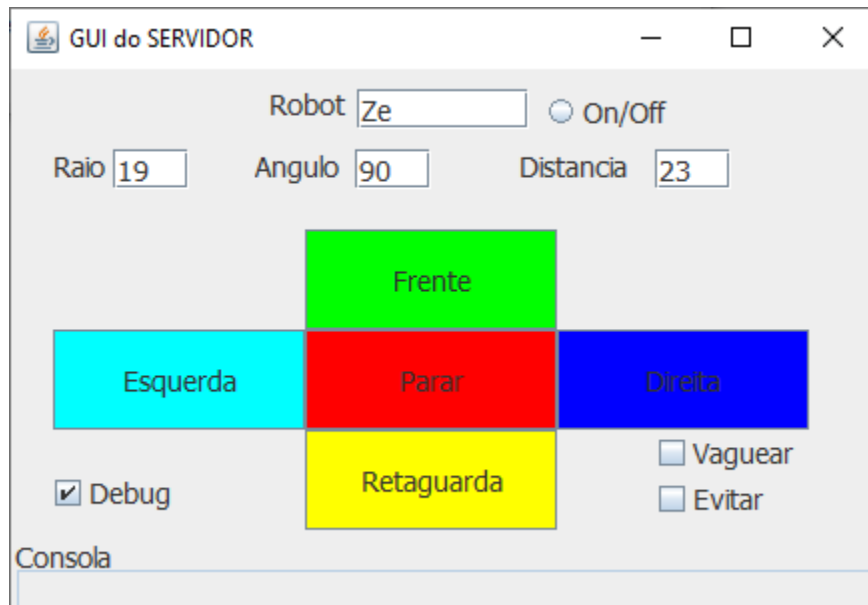 GUI do SERVIDOR
Robot Ze On/Off
Raio 19 Angulo 90 Distancia 23
Frente
Esquerda Parar Direita
Retaguarda
Vaguear
Debug
Evitar
Consola